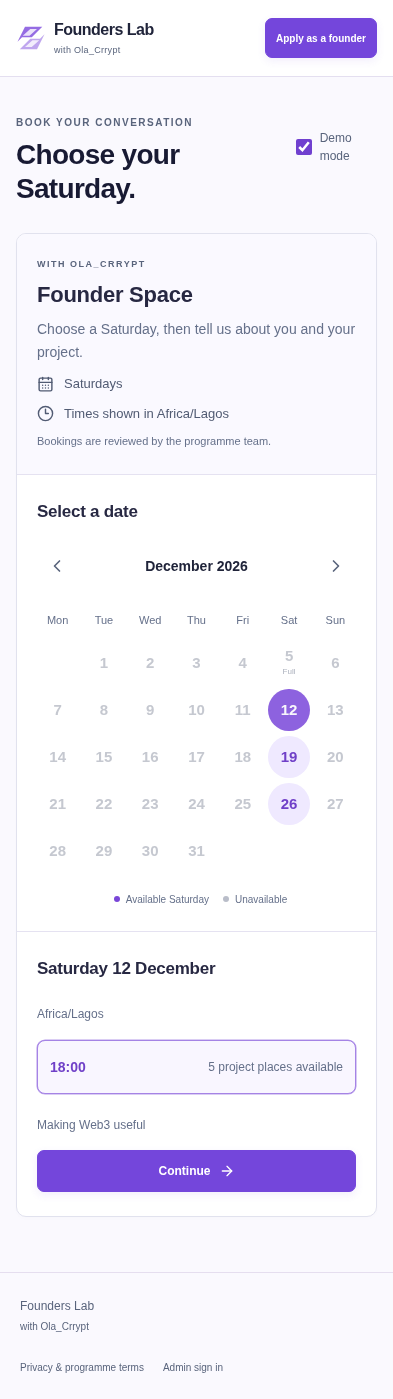 Founders Lab
with Ola_Crrypt
Apply as a founder
BOOK YOUR CONVERSATION
Choose your
Saturday.
Demo
mode
WITH OLA_CRRYPT
Founder Space
Choose a Saturday, then tell us about you and your
project.
Saturdays
Times shown in Africa/Lagos
Bookings are reviewed by the programme team.
Select a date
December 2026
Mon Tue Wed Thu Fri Sat Sun
1 2 3 4 5 6
Full
7 8 9 10 11 12 13
14 15 16 17 18 19 20
21 22 23 24 25 26 27
28 29 30 31
Available Saturday Unavailable
Saturday 12 December
Africa/Lagos
18:00 5 project places available
Making Web3 useful
Continue
Founders Lab
with Ola_Crrypt
Privacy & programme terms Admin sign in